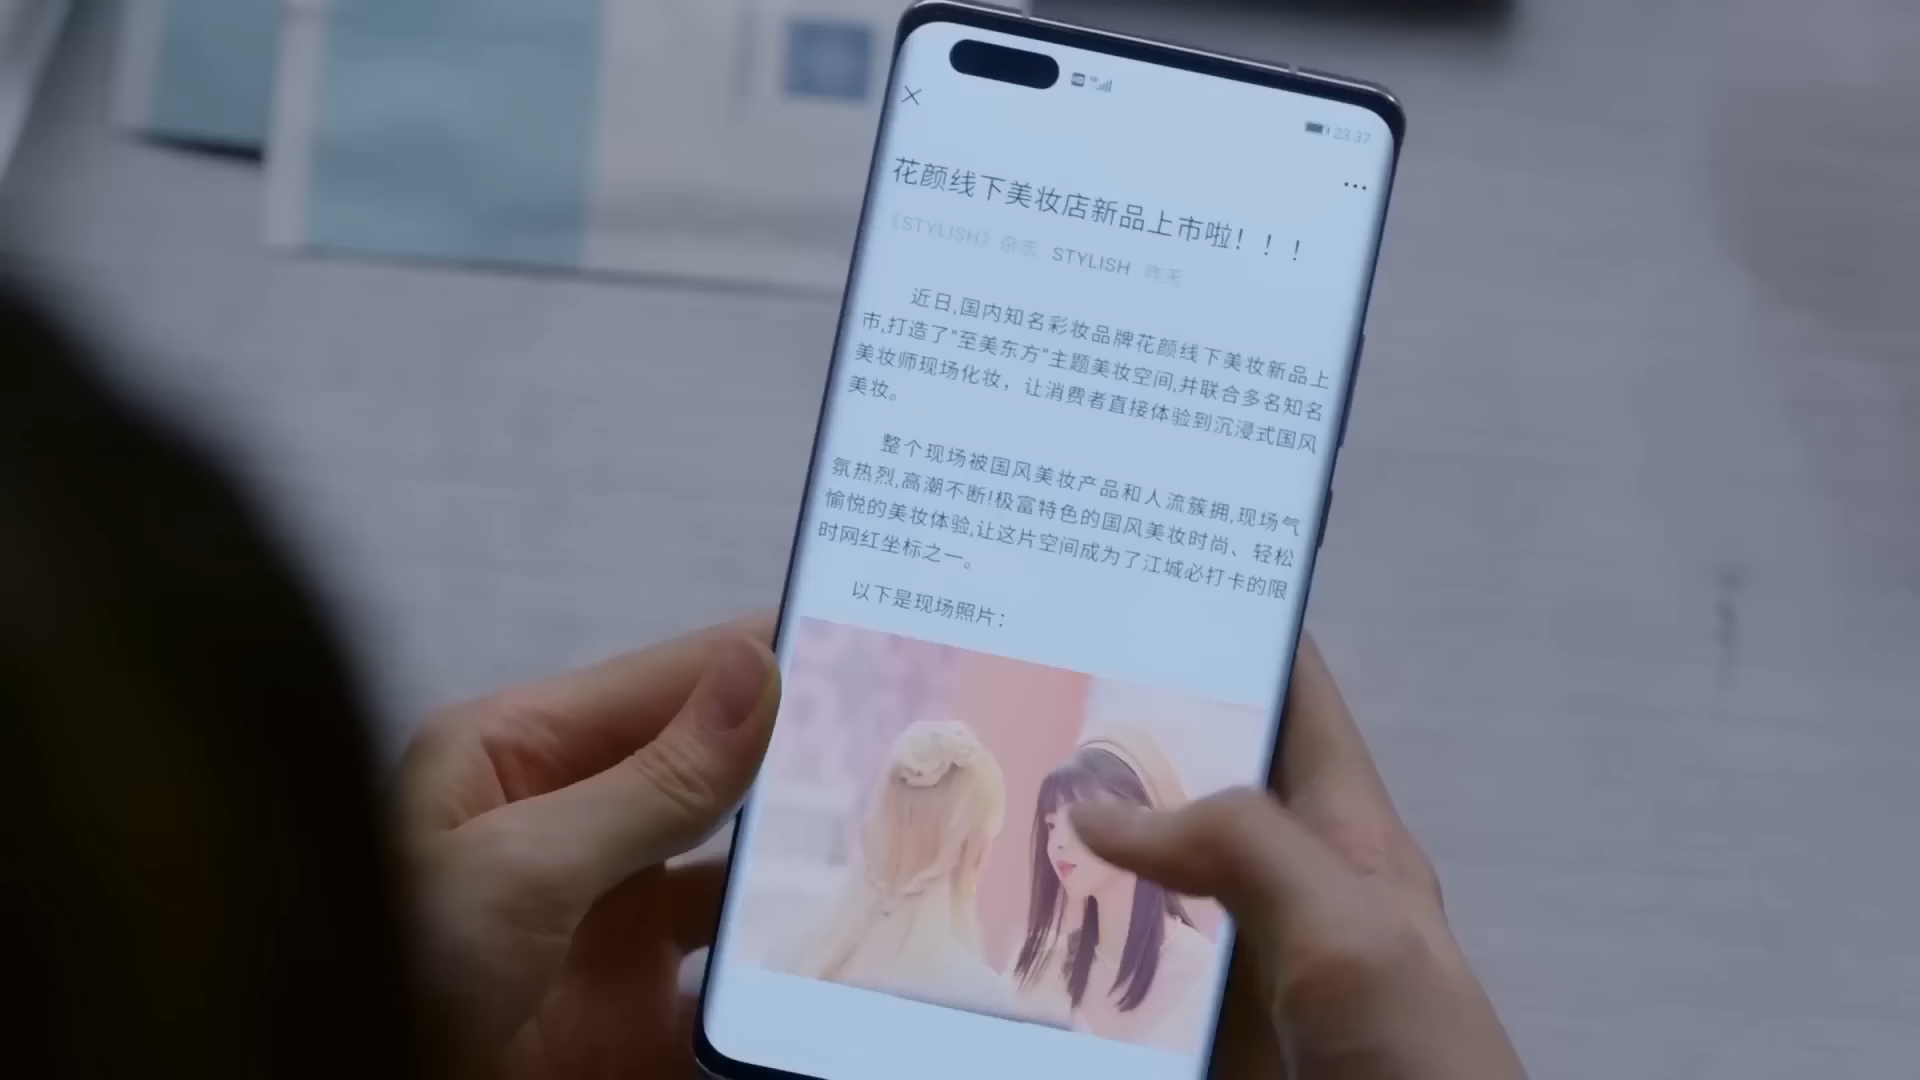 23:37
花颜线下美妆店新品上市啦！！！
《STYLISH》杂志 STYLISH 昨天
近日,国内知名彩妆品牌花颜线下美妆新品上
市,打造了“至美东方”主题美妆空间,并联合多名知名
美妆师现场化妆，让消费者直接体验到沉浸式国风
美妆。
整个现场被国风美妆产品和人流簇拥,现场气
氛热烈,高潮不断!极富特色的国风美妆时尚、轻松
愉悦的美妆体验,让这片空间成为了江城必打卡的限
时网红坐标之一。
以下是现场照片：